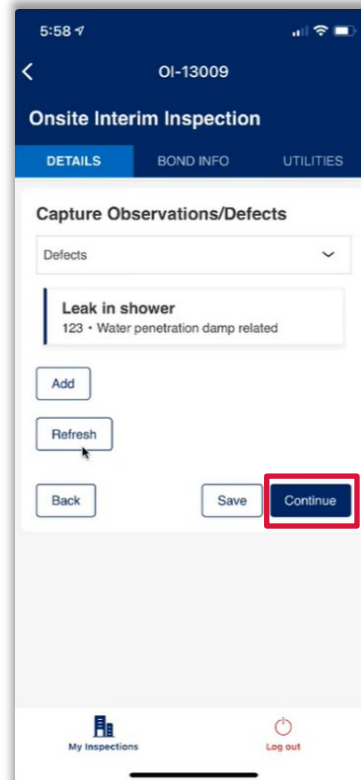 5:58
OI-13009
Onsite Interim Inspection
DETAILS BOND INFO UTILITIES
Capture Observations/Defects
Defects
Leak in shower
123 • Water penetration damp related
Add
Refresh
Back Save Continue
My Inspections Log out